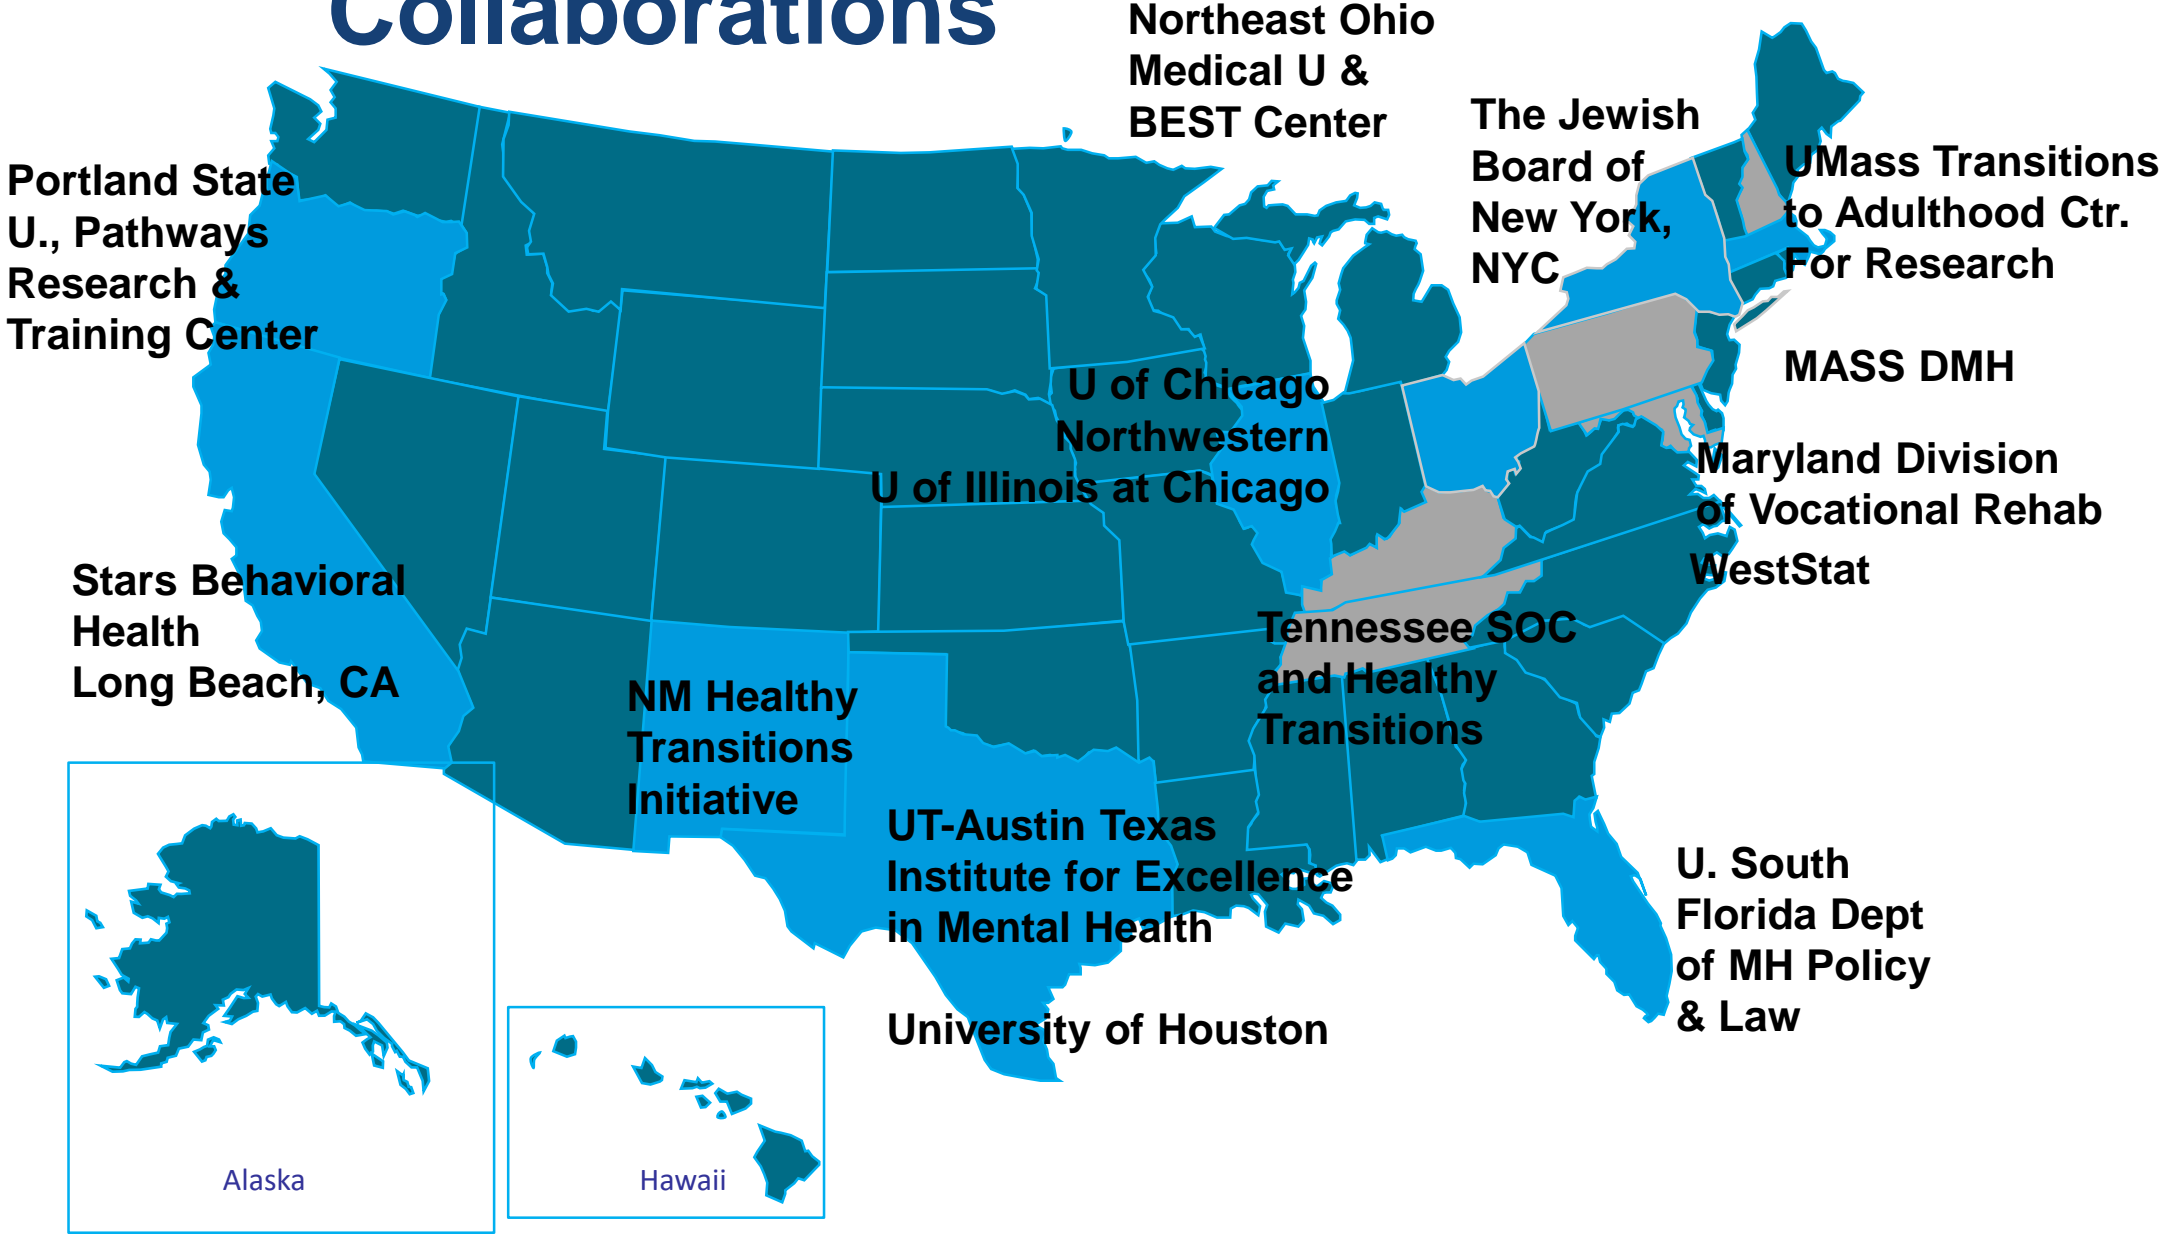 Collaborations
Northeast Ohio
Medical U &
BEST Center
The Jewish
Board of
New York,
NYC
UMass Transitions
to Adulthood Ctr.
For Research
Portland State
U., Pathways
Research &
Training Center
MASS DMH
U of Chicago
Northwestern
U of Illinois at Chicago
Maryland Division
of Vocational Rehab
WestStat
Stars Behavioral
Health
Long Beach, CA
Tennessee SOC
and Healthy
Transitions
NM Healthy
Transitions
Initiative
UT-Austin Texas
Institute for Excellence
in Mental Health
University of Houston
U. South
Florida Dept
of MH Policy
& Law
Alaska
Hawaii